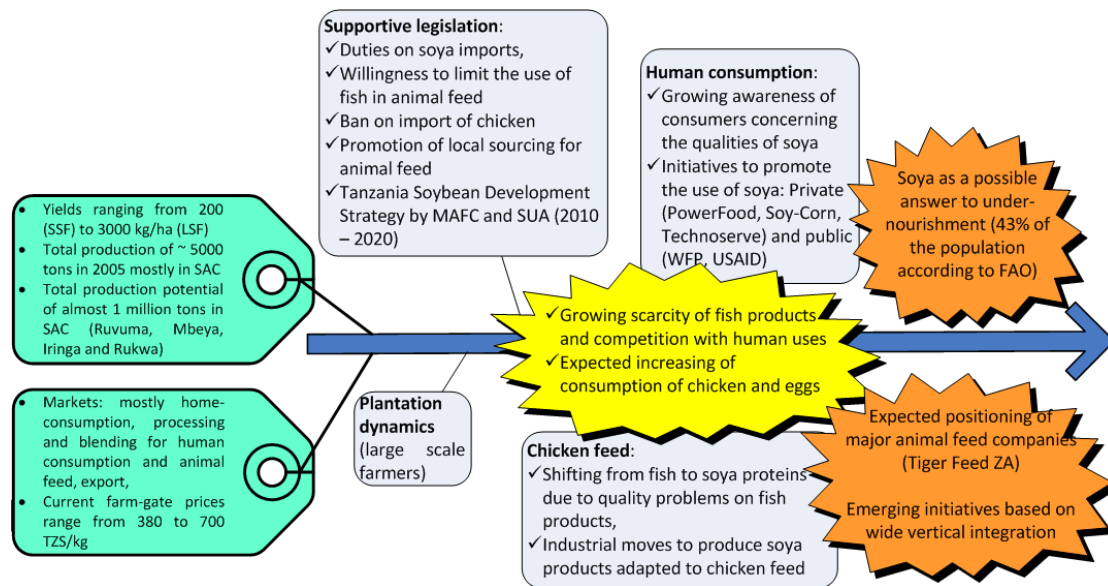 Supportive legislation:
✓Duties on soya imports,
✓Willingness to limit the use of
fish in animal feed
✓Ban on import of chicken
✓Promotion of local sourcing for
animal feed
✓Tanzania Soybean Development
Strategy by MAFC and SUA (2010
– 2020)
Human consumption:
✓Growing awareness of
consumers concerning
the qualities of soya
✓Initiatives to promote
the use of soya: Private
(PowerFood, Soy-Corn,
Technoserve) and public
(WFP, USAID)
Soya as a possible
answer to under-
nourishment (43% of
the population
according to FAO)
• Yields ranging from 200
(SSF) to 3000 kg/ha (LSF)
• Total production of ~ 5000
tons in 2005 mostly in SAC
• Total production potential
of almost 1 million tons in
SAC (Ruvuma, Mbeya,
Iringa and Rukwa)
✓Growing scarcity of fish products
and competition with human uses
✓Expected increasing of
consumption of chicken and eggs
• Markets: mostly home-
consumption, processing
and blending for human
consumption and animal
feed, export,
• Current farm-gate prices
range from 380 to 700
TZS/kg
Plantation
dynamics
(large scale
farmers)
Chicken feed:
✓Shifting from fish to soya proteins
due to quality problems on fish
products,
✓Industrial moves to produce soya
products adapted to chicken feed
Expected positioning of
major animal feed companies
(Tiger Feed ZA)
Emerging initiatives based on
wide vertical integration